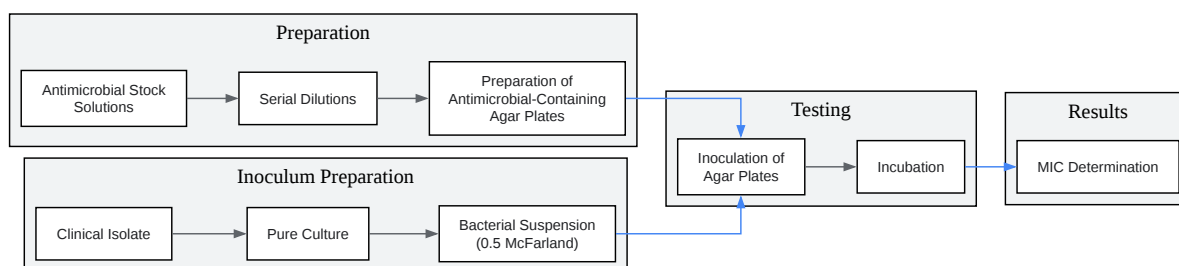 Preparation
Antimicrobial Stock
Solutions
Serial Dilutions
Preparation of
Antimicrobial-Containing
Agar Plates
Inoculum Preparation
Clinical Isolate
Pure Culture
Bacterial Suspension
(0.5 McFarland)
Testing
Inoculation of
Agar Plates
Incubation
Results
MIC Determination